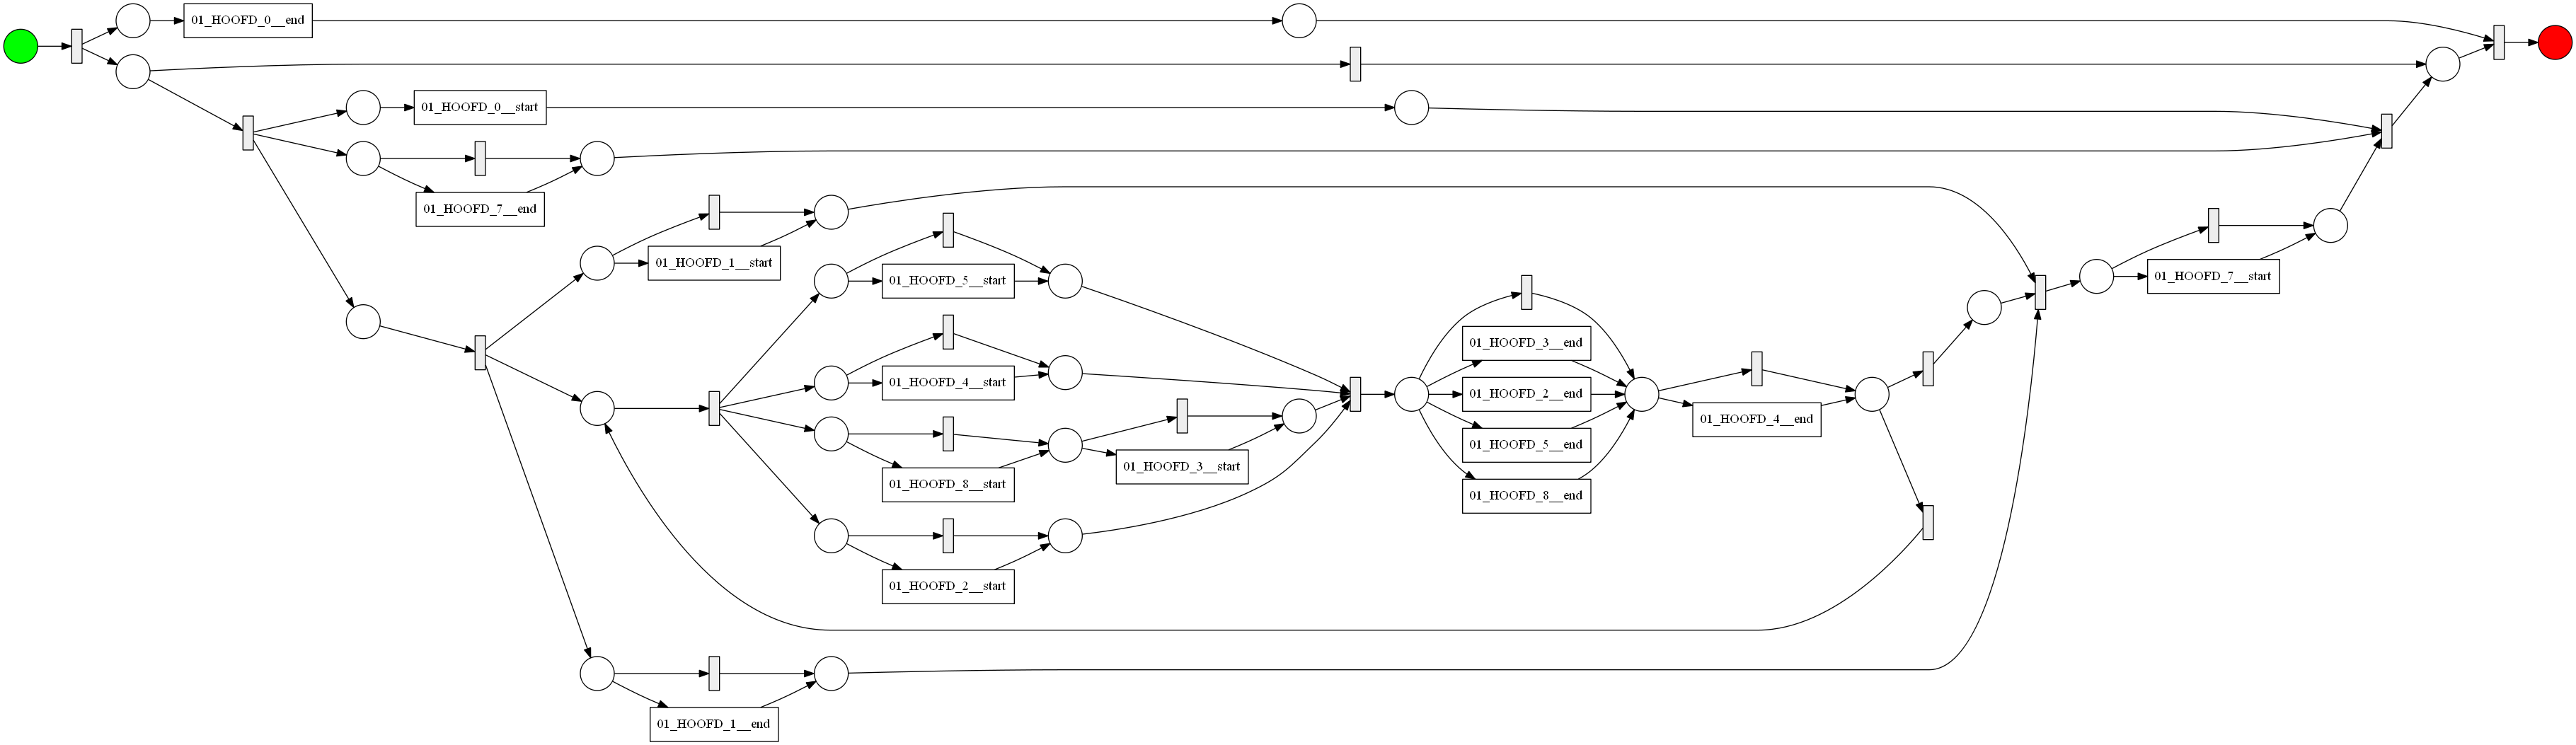 01_HOOFD_0__end
01_HOOFD_0__start
01_HOOFD_7__end
01_HOOFD_1__start
01_HOOFD_5__start
01_HOOFD_4__start
01_HOOFD_8__start
01_HOOFD_3__start
01_HOOFD_2__start
01_HOOFD_3__end
01_HOOFD_2__end
01_HOOFD_5__end
01_HOOFD_8__end
01_HOOFD_4__end
01_HOOFD_7__start
01_HOOFD_1__end